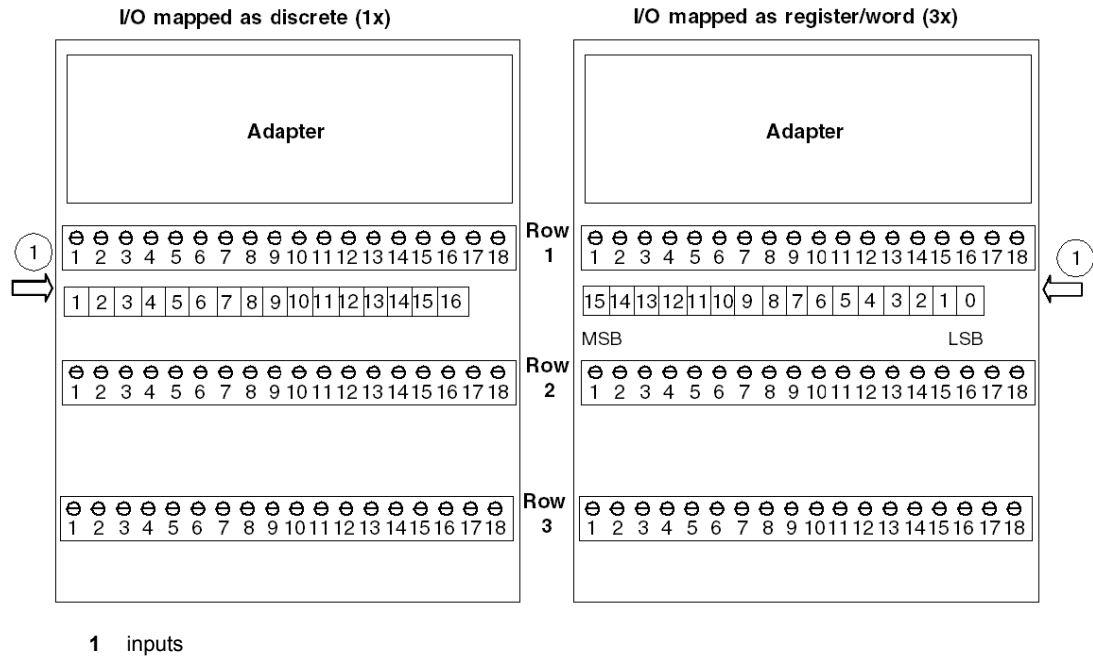 I/O mapped as discrete (1x)
I/O mapped as register/word (3x)
Adapter
Adapter
Row
1
1
1
1 2 3 4 5 6 7 8 9 10 11 12 13 14 15 16 17 18
1 2 3 4 5 6 7 8 9 10 11 12 13 14 15 16 17 18
1 2 3 4 5 6 7 8 9 10 11 12 13 14 15 16
15 14 13 12 11 10 9 8 7 6 5 4 3 2 1 0
MSB LSB
Row
2
1 2 3 4 5 6 7 8 9 10 11 12 13 14 15 16 17 18
1 2 3 4 5 6 7 8 9 10 11 12 13 14 15 16 17 18
Row
3
1 2 3 4 5 6 7 8 9 10 11 12 13 14 15 16 17 18
1 2 3 4 5 6 7 8 9 10 11 12 13 14 15 16 17 18
1 inputs